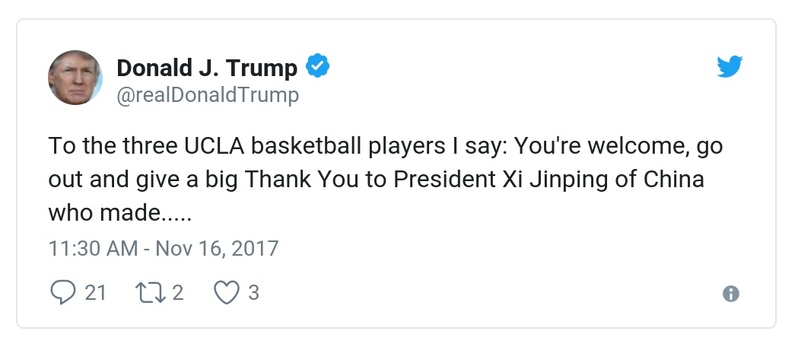 Donald J. Trump
@realDonaldTrump
To the three UCLA basketball players I say: You're welcome, go
out and give a big Thank You to President Xi Jinping of China
who made.....
11:30 AM - Nov 16, 2017
21 2 3